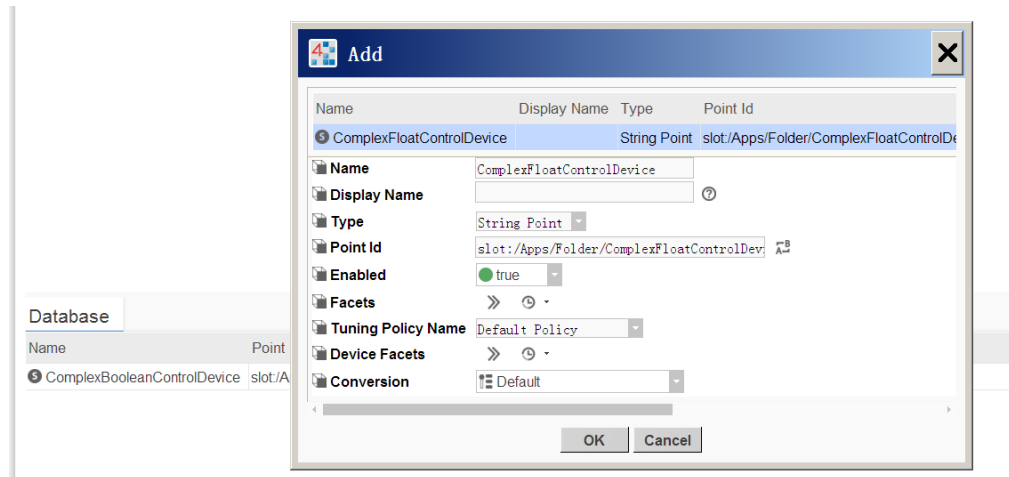 4 Add
Name Display Name Type Point Id
S ComplexFloatControlDevice String Point slot:/Apps/Folder/ComplexFloatControlDe
Name ComplexFloatControlDevice
Display Name ?
Type String Point
Point Id slot:/Apps/Folder/ComplexFloatControlDev: A B
Enabled true
Facets
Tuning Policy Name Default Policy
Device Facets
Conversion Default
OK Cancel
Database
Name Point
S ComplexBooleanControlDevice slot:/A